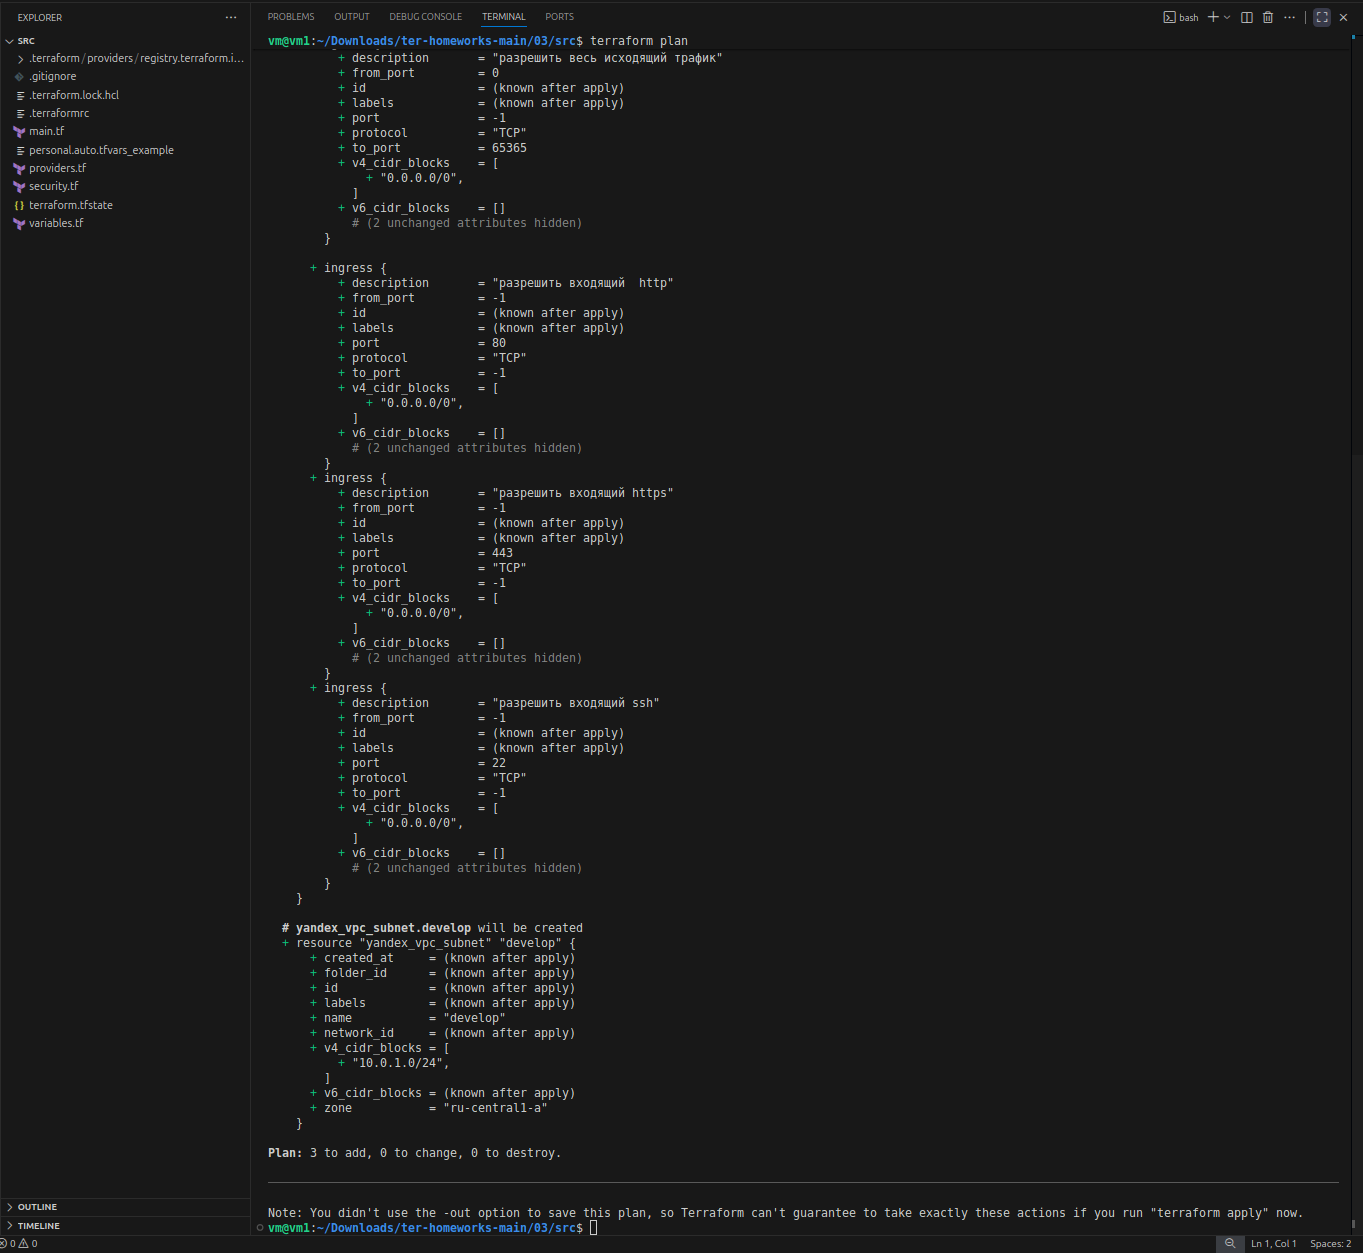 EXPLORER
SRC
.terraform / providers / registry.terraform.i...
.gitignore
.terraform.lock.hcl
.terraformrc
main.tf
personal.auto.tfvars_example
providers.tf
security.tf
terraform.tfstate
variables.tf
OUTLINE
TIMELINE
PROBLEMS OUTPUT DEBUG CONSOLE TERMINAL PORTS
bash
vm@vm1:~/Downloads/ter-homeworks-main/03/src$ terraform plan
+ description       = "разрешить весь исходящий трафик"
+ from_port         = 0
+ id                = (known after apply)
+ labels            = (known after apply)
+ port              = -1
+ protocol          = "TCP"
+ to_port           = 65365
+ v4_cidr_blocks    = [
+ "0.0.0.0/0",
]
+ v6_cidr_blocks    = []
# (2 unchanged attributes hidden)
}
+ ingress {
+ description       = "разрешить входящий  http"
+ from_port         = -1
+ id                = (known after apply)
+ labels            = (known after apply)
+ port              = 80
+ protocol          = "TCP"
+ to_port           = -1
+ v4_cidr_blocks    = [
+ "0.0.0.0/0",
]
+ v6_cidr_blocks    = []
# (2 unchanged attributes hidden)
}
+ ingress {
+ description       = "разрешить входящий https"
+ from_port         = -1
+ id                = (known after apply)
+ labels            = (known after apply)
+ port              = 443
+ protocol          = "TCP"
+ to_port           = -1
+ v4_cidr_blocks    = [
+ "0.0.0.0/0",
]
+ v6_cidr_blocks    = []
# (2 unchanged attributes hidden)
}
+ ingress {
+ description       = "разрешить входящий ssh"
+ from_port         = -1
+ id                = (known after apply)
+ labels            = (known after apply)
+ port              = 22
+ protocol          = "TCP"
+ to_port           = -1
+ v4_cidr_blocks    = [
+ "0.0.0.0/0",
]
+ v6_cidr_blocks    = []
# (2 unchanged attributes hidden)
}
}
# yandex_vpc_subnet.develop will be created
+ resource "yandex_vpc_subnet" "develop" {
+ created_at     = (known after apply)
+ folder_id      = (known after apply)
+ id             = (known after apply)
+ labels         = (known after apply)
+ name           = "develop"
+ network_id     = (known after apply)
+ v4_cidr_blocks = [
+ "10.0.1.0/24",
]
+ v6_cidr_blocks = (known after apply)
+ zone           = "ru-central1-a"
}
Plan: 3 to add, 0 to change, 0 to destroy.
Note: You didn't use the -out option to save this plan, so Terraform can't guarantee to take exactly these actions if you run "terraform apply" now.
vm@vm1:~/Downloads/ter-homeworks-main/03/src$
0 0
Ln 1, Col 1 Spaces: 2